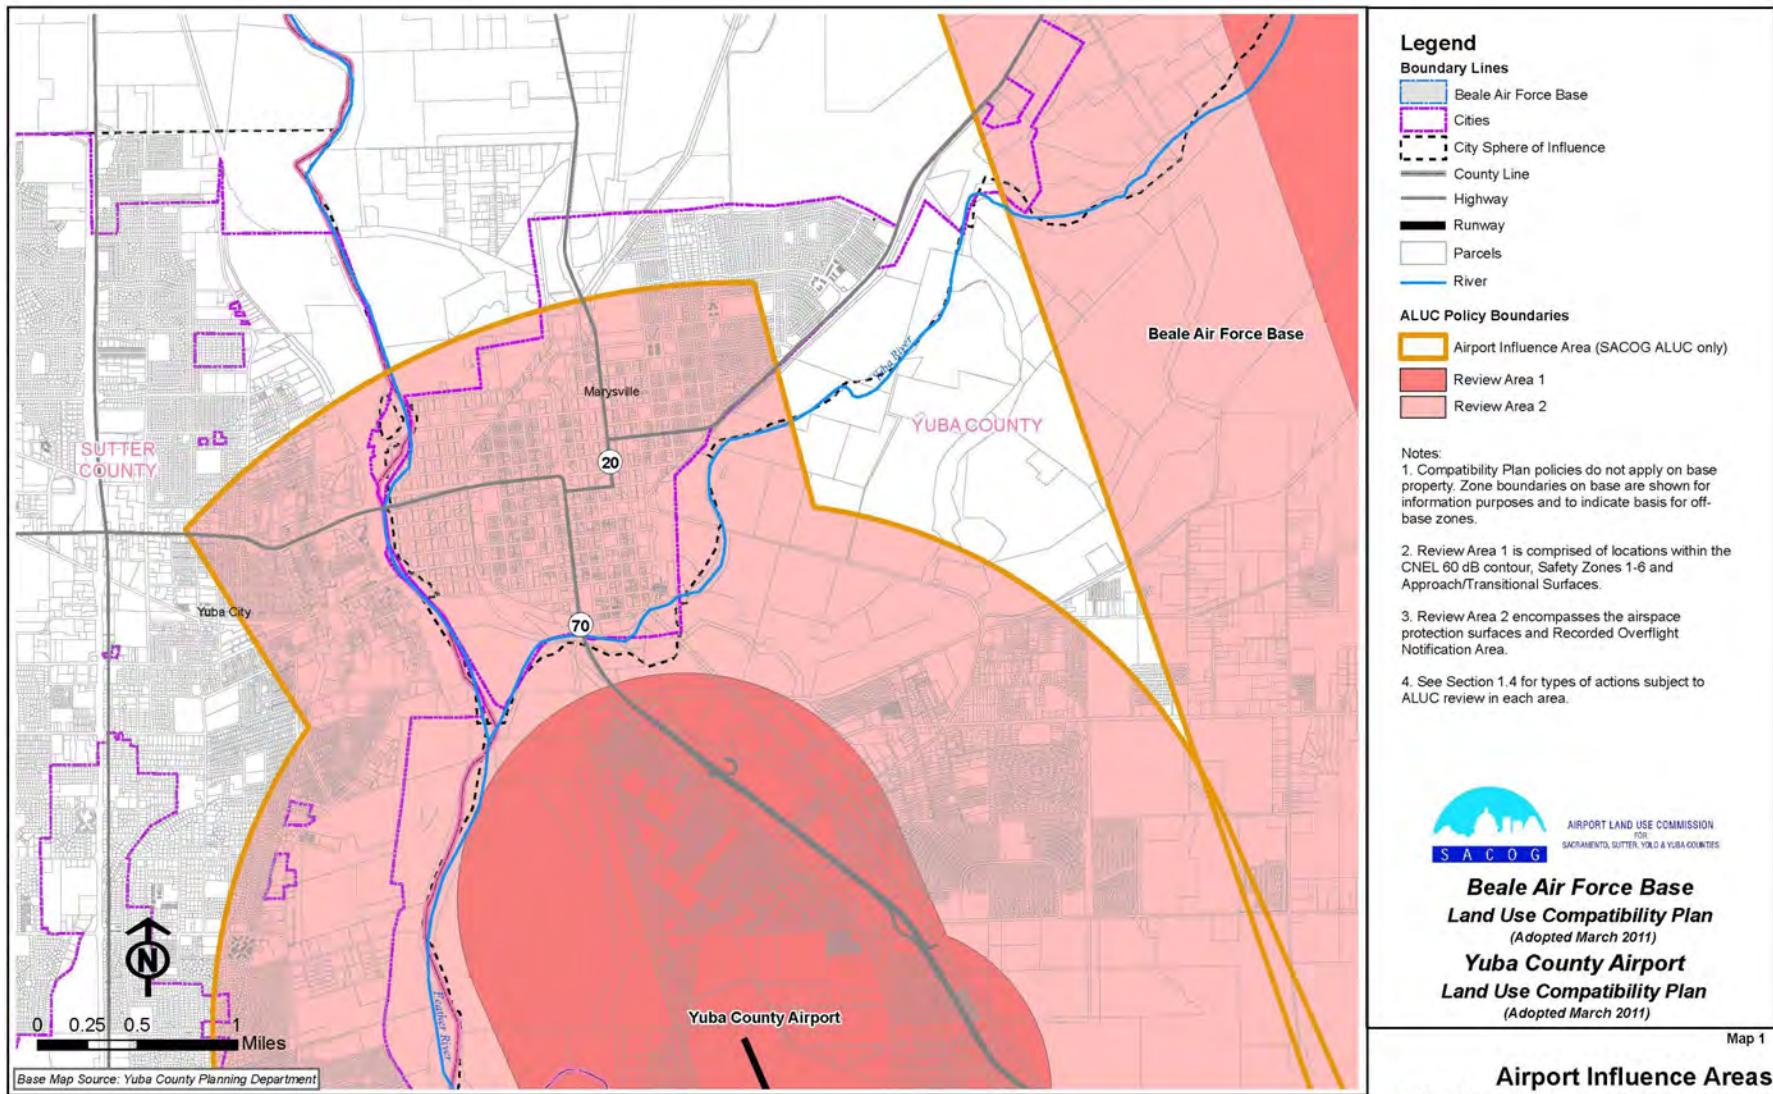 SUTTER
COUNTY
Yuba City
Marysville
20
70
Yuba River
YUBA COUNTY
Beale Air Force Base
Feather River
Yuba County Airport
N
0 0.25 0.5 1
Miles
Base Map Source: Yuba County Planning Department
Legend
Boundary Lines
Beale Air Force Base
Cities
City Sphere of Influence
County Line
Highway
Runway
Parcels
River
ALUC Policy Boundaries
Airport Influence Area (SACOG ALUC only)
Review Area 1
Review Area 2
Notes:
1. Compatibility Plan policies do not apply on base
property. Zone boundaries on base are shown for
information purposes and to indicate basis for off-
base zones.
2. Review Area 1 is comprised of locations within the
CNEL 60 dB contour, Safety Zones 1-6 and
Approach/Transitional Surfaces.
3. Review Area 2 encompasses the airspace
protection surfaces and Recorded Overflight
Notification Area.
4. See Section 1.4 for types of actions subject to
ALUC review in each area.
SACOG
AIRPORT LAND USE COMMISSION
FOR
SACRAMENTO, SUTTER, YOLO & YUBA COUNTIES
Beale Air Force Base
Land Use Compatibility Plan
(Adopted March 2011)
Yuba County Airport
Land Use Compatibility Plan
(Adopted March 2011)
Map 1
Airport Influence Areas